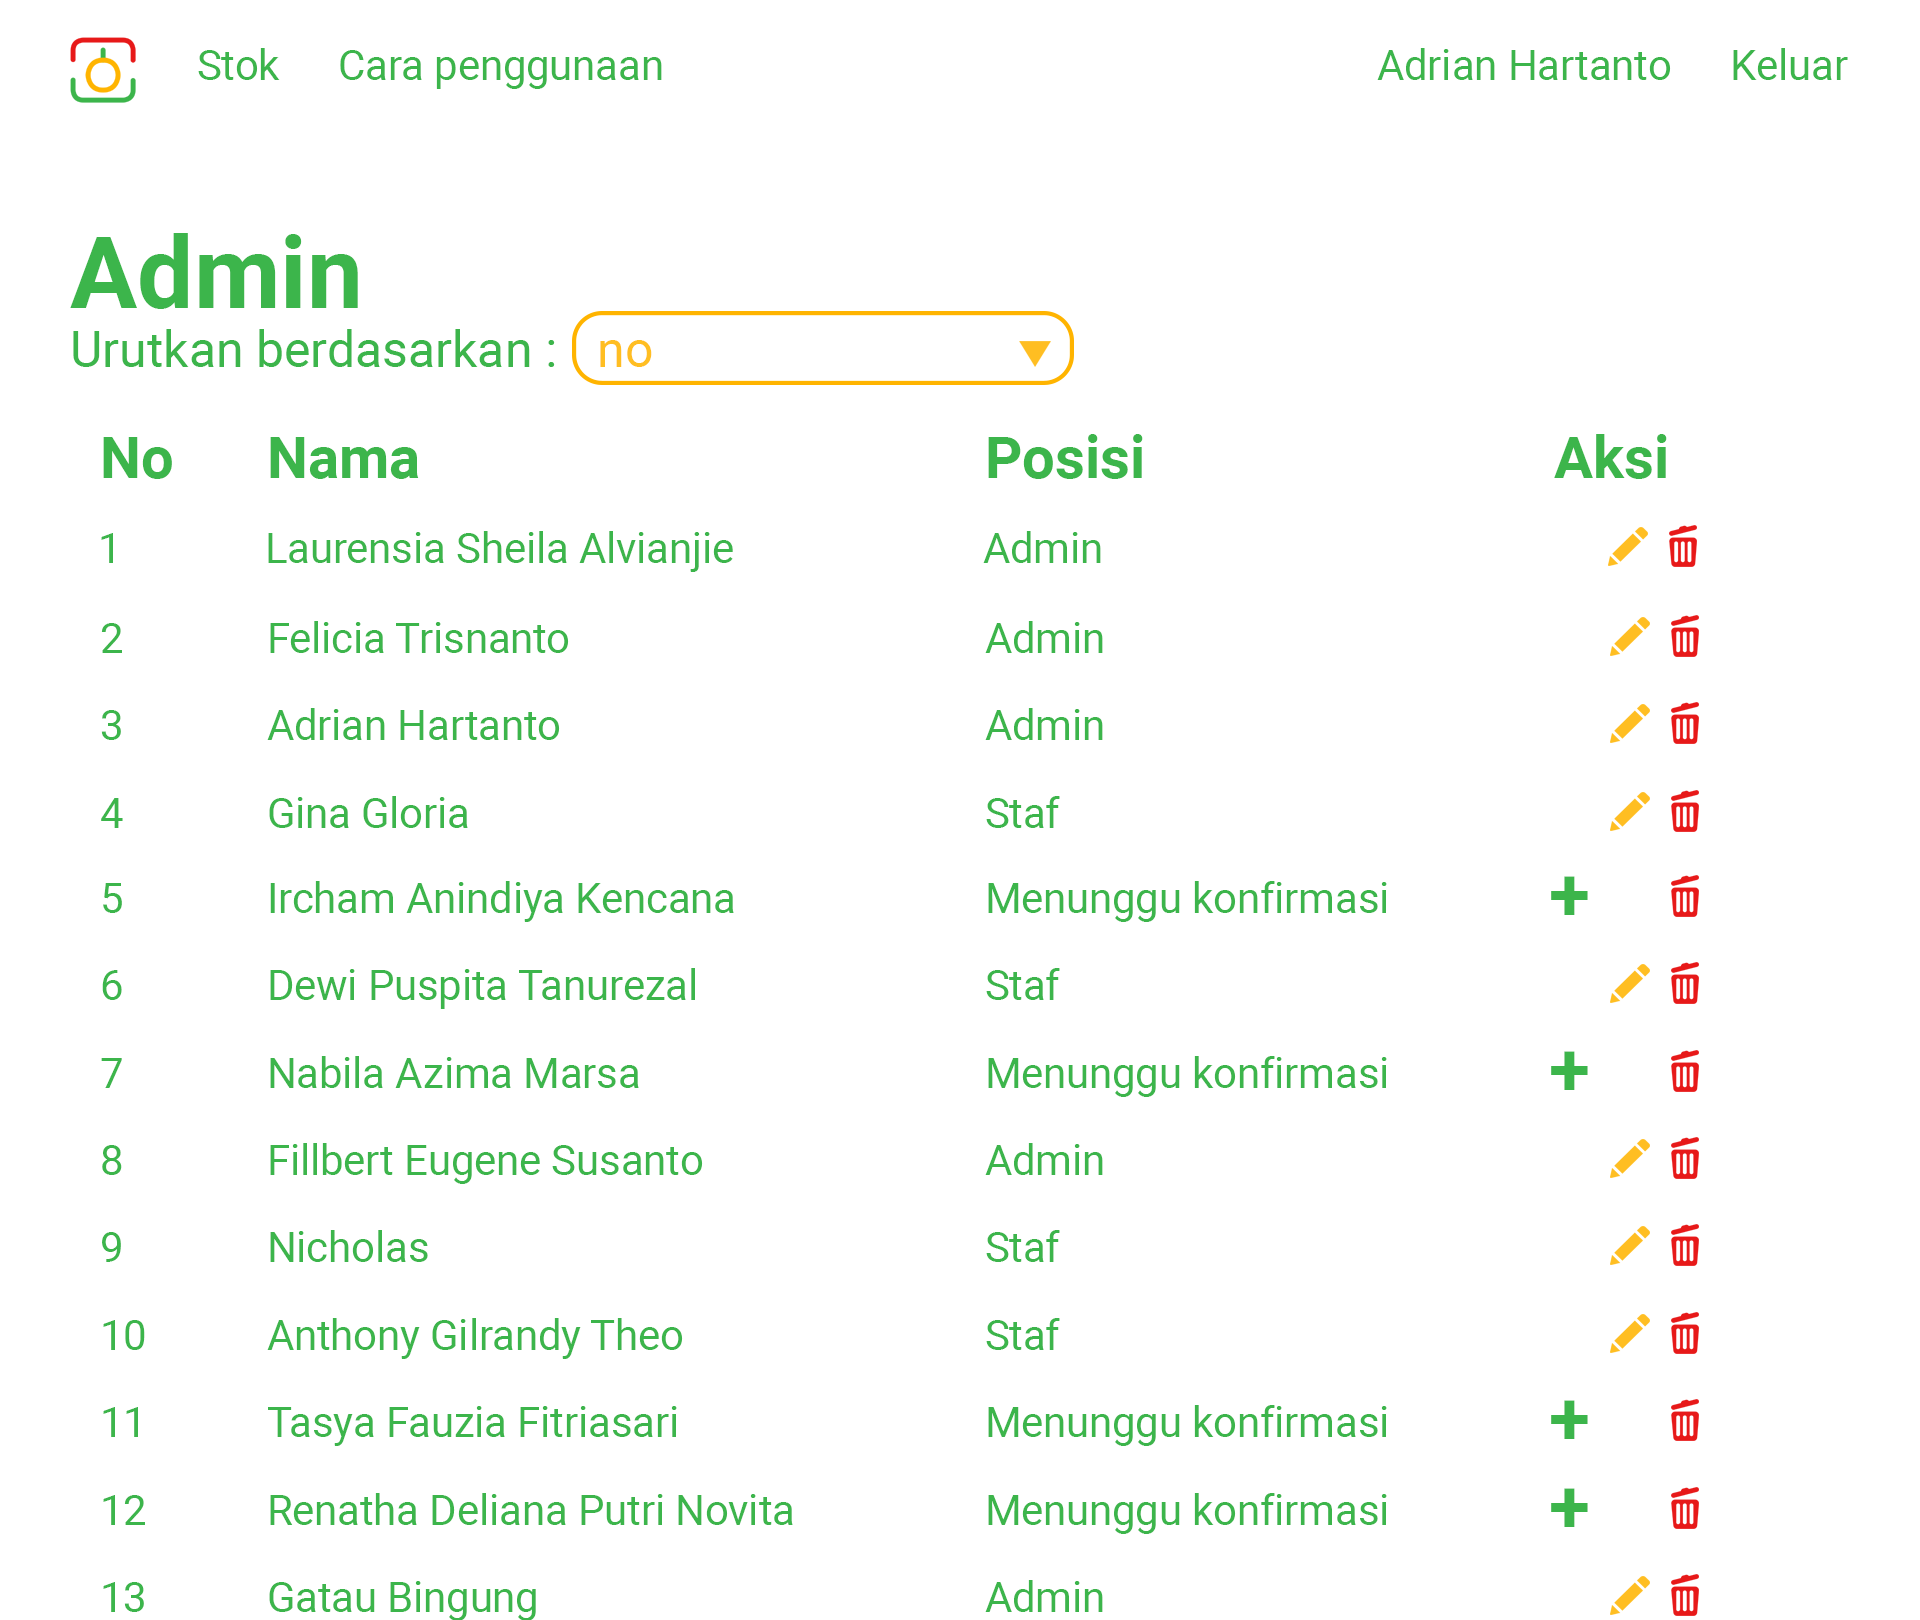 Stok Cara penggunaan Adrian Hartanto Keluar
Admin
Urutkan berdasarkan : no
No Nama Posisi Aksi
1 Laurensia Sheila Alvianjie Admin
2 Felicia Trisnanto Admin
3 Adrian Hartanto Admin
4 Gina Gloria Staf
5 Ircham Anindiya Kencana Menunggu konfirmasi
6 Dewi Puspita Tanurezal Staf
7 Nabila Azima Marsa Menunggu konfirmasi
8 Fillbert Eugene Susanto Admin
9 Nicholas Staf
10 Anthony Gilrandy Theo Staf
11 Tasya Fauzia Fitriasari Menunggu konfirmasi
12 Renatha Deliana Putri Novita Menunggu konfirmasi
13 Gatau Bingung Admin